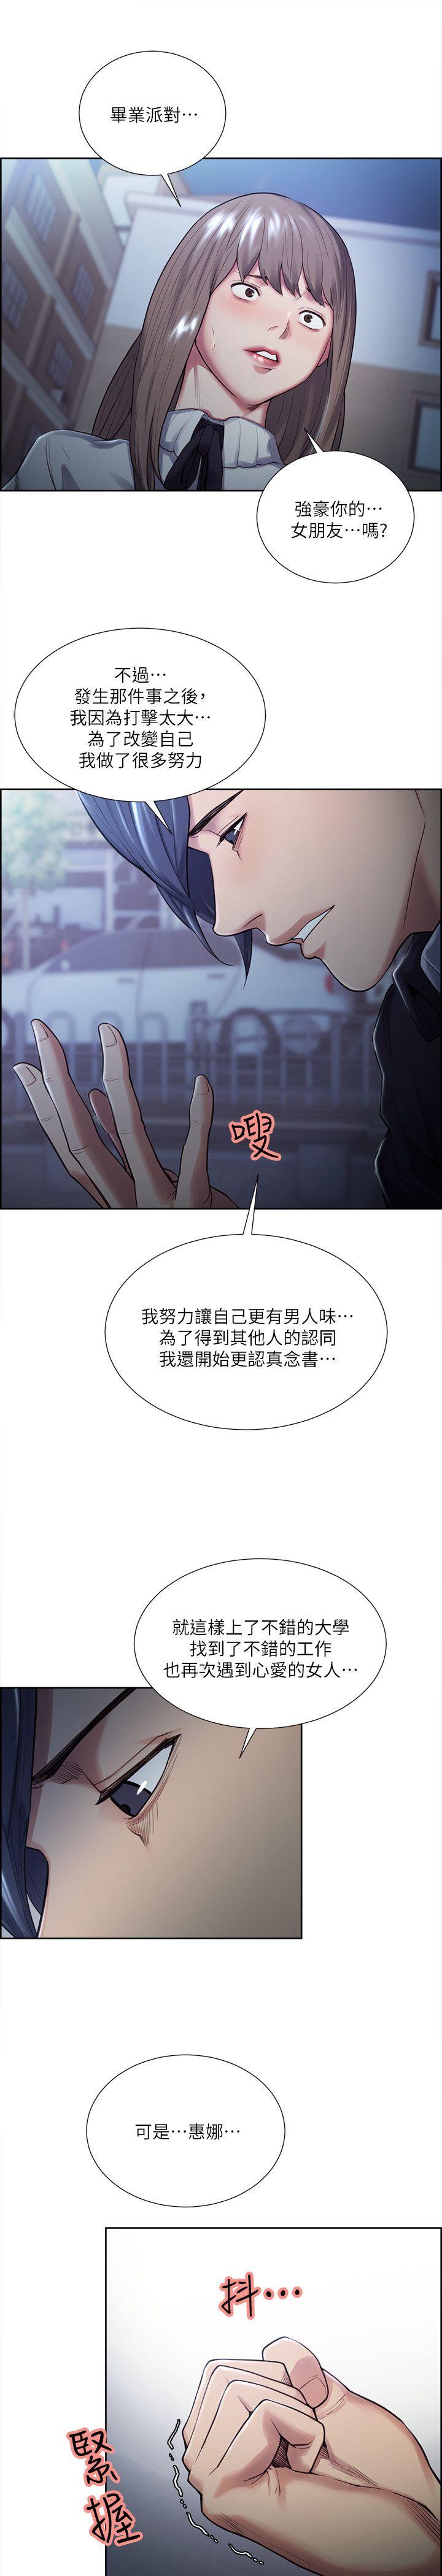 畢業派對⋯
強豪你的⋯
女朋友⋯嗎?
不過⋯
發生那件事之後,
我因為打擊太大⋯
為了改變自己
我做了很多努力
嗖
我努力讓自己更有男人味⋯
為了得到其他人的認同
我還開始更認真念書⋯
就這樣上了不錯的大學
找到了不錯的工作
也再次遇到心愛的女人⋯
可是⋯惠娜⋯
抖⋯
緊
握